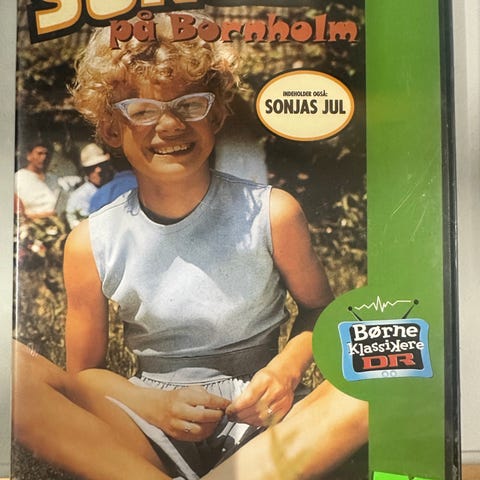 på Bornholm
INDEHOLDER OGSÅ:
SONJAS JUL
Børne
Klassikere
DR